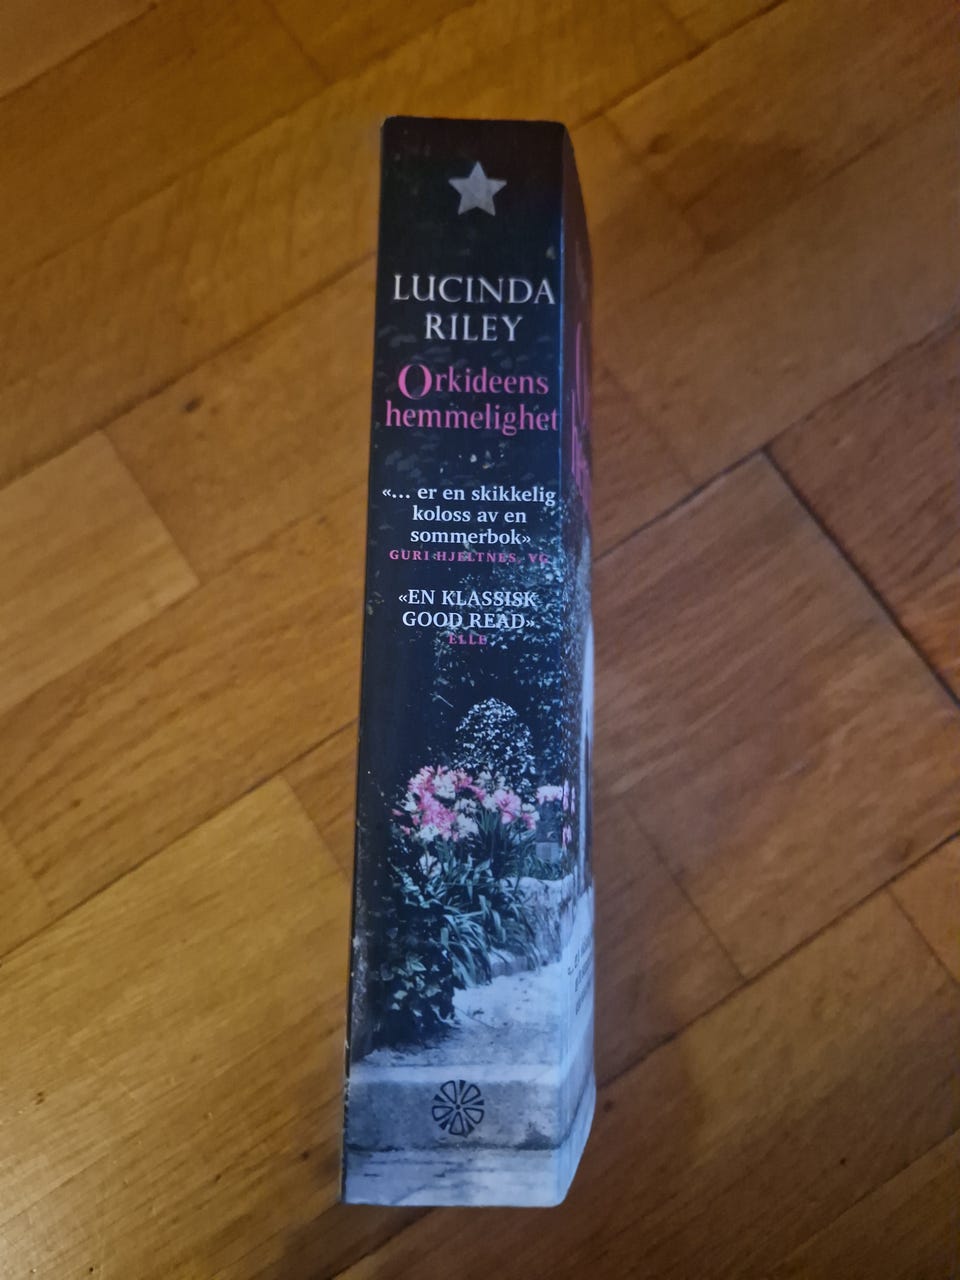 LUCINDA
RILEY
Orkideens
hemmelighet
«... er en skikkelig
koloss av en
sommerbok»
GURI HJELTNES, VG
«EN KLASSISK
GOOD READ»
ELLE